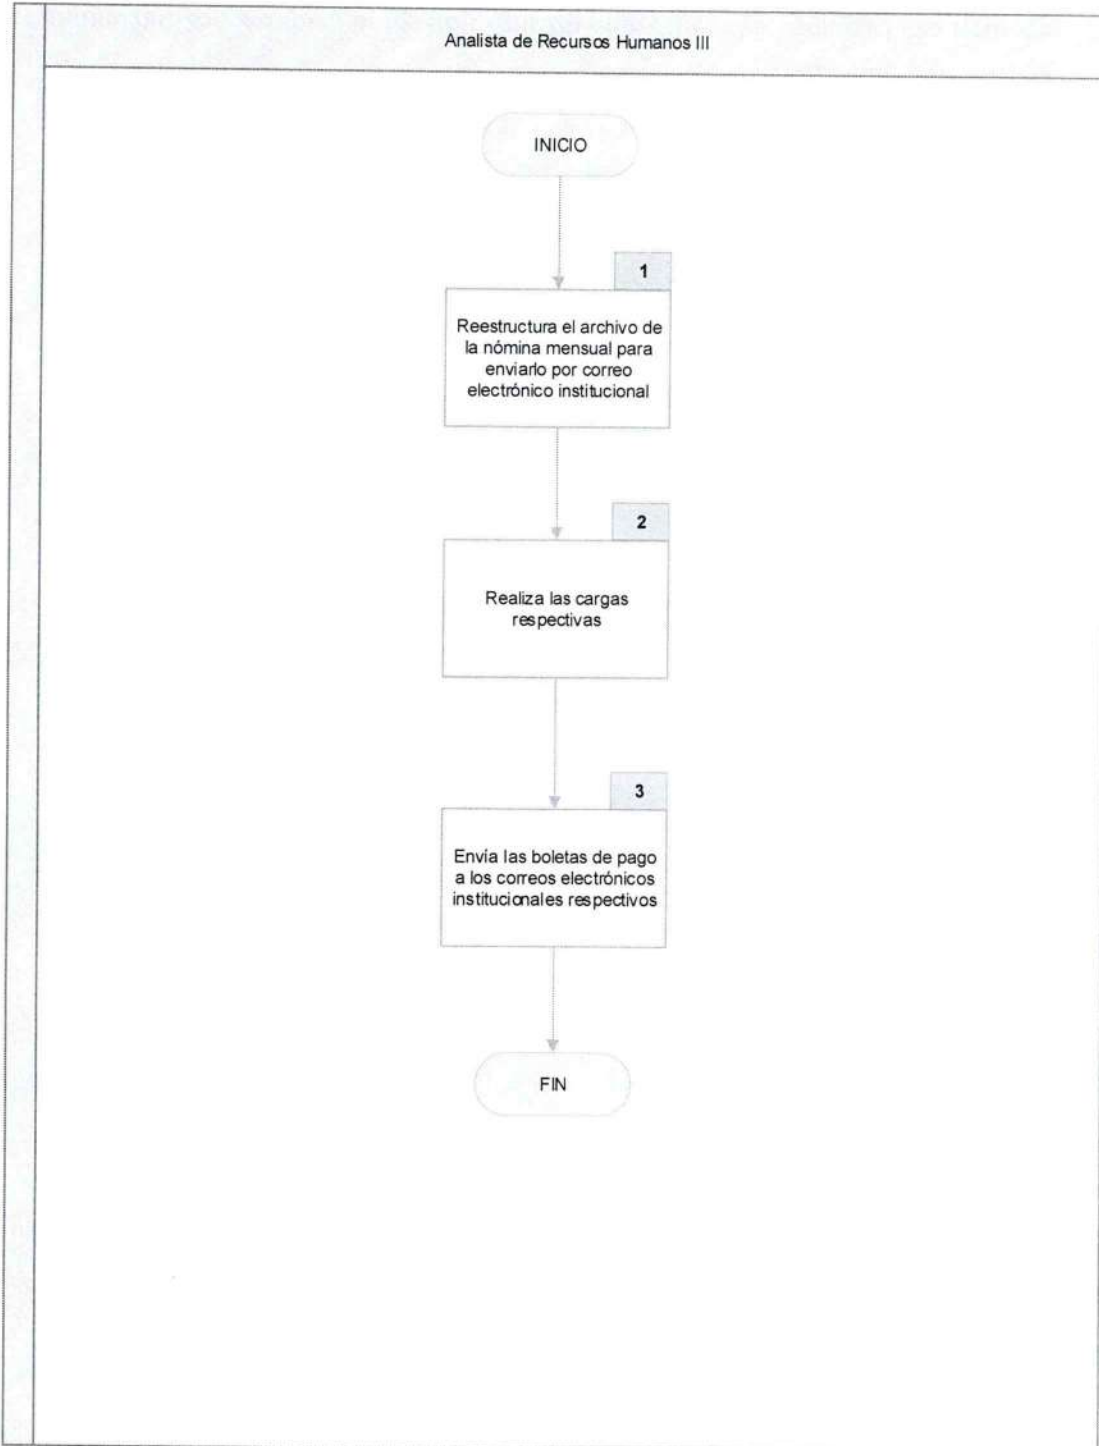 Analista de Recursos Humanos III
INICIO
1
Reestructura el archivo de
la nómina mensual para
enviarlo por correo
electrónico institucional
2
Realiza las cargas
respectivas
3
Envía las boletas de pago
a los correos electrónicos
institucionales respectivos
FIN